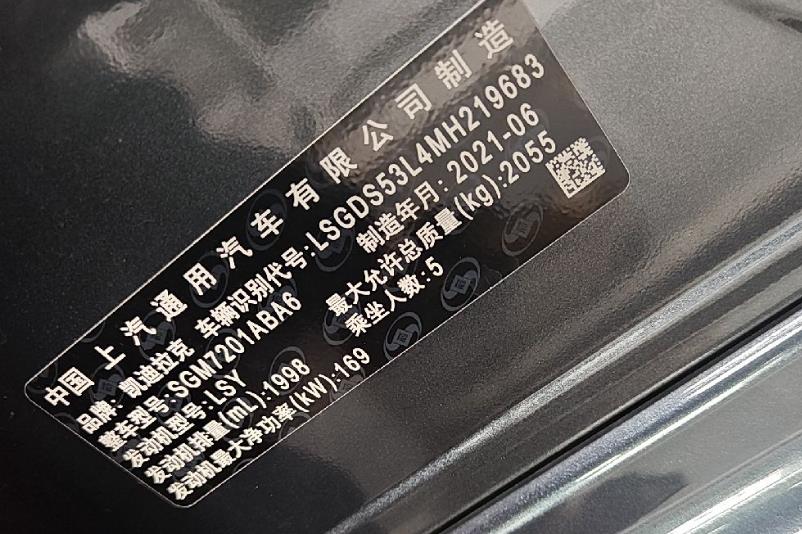 中国 上汽通用汽车有限公司制造
品牌: 凯迪拉克 车辆识别代号:LSGDS53L4MH219683
整车型号:SGM7201ABA6 制造年月: 2021-06
发动机型号: LSY 最大允许总质量(kg):2055
发动机排量(mL):1998 乘坐人数:5
发动机最大净功率(kW):169